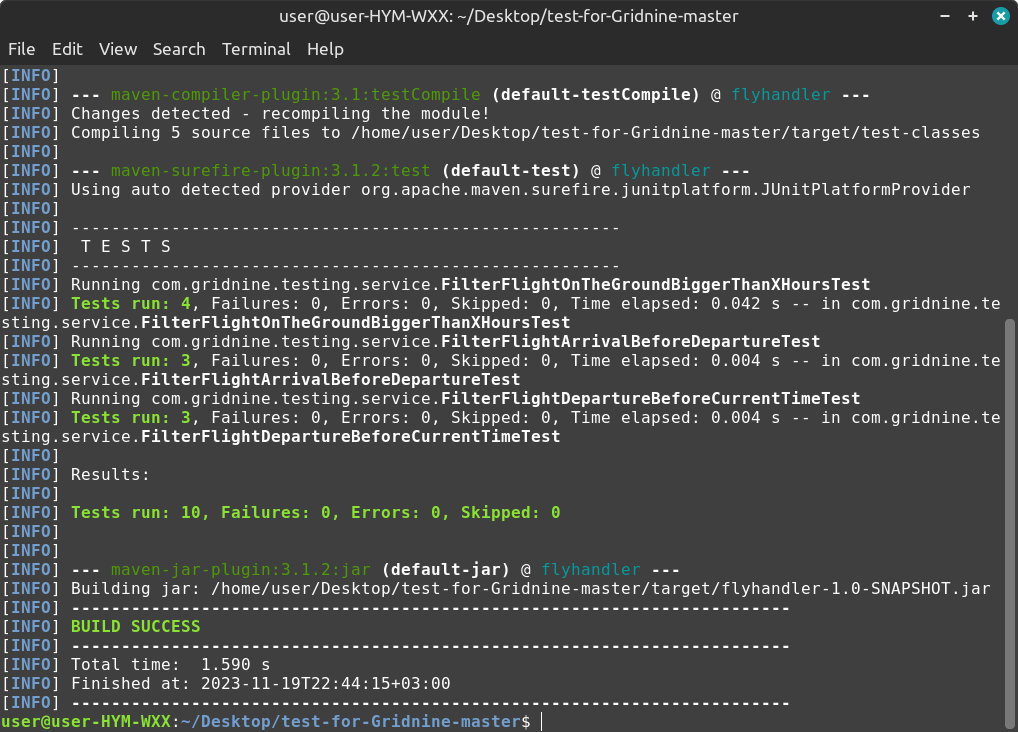 user@user-HYM-WXX: ~/Desktop/test-for-Gridnine-master
File Edit View Search Terminal Help
[INFO]
[INFO] --- maven-compiler-plugin:3.1:testCompile (default-testCompile) @ flyhandler ---
[INFO] Changes detected - recompiling the module!
[INFO] Compiling 5 source files to /home/user/Desktop/test-for-Gridnine-master/target/test-classes
[INFO]
[INFO] --- maven-surefire-plugin:3.1.2:test (default-test) @ flyhandler ---
[INFO] Using auto detected provider org.apache.maven.surefire.junitplatform.JUnitPlatformProvider
[INFO]
[INFO] -------------------------------------------------------
[INFO]  T E S T S
[INFO] -------------------------------------------------------
[INFO] Running com.gridnine.testing.service.FilterFlightOnTheGroundBiggerThanXHoursTest
[INFO] Tests run: 4, Failures: 0, Errors: 0, Skipped: 0, Time elapsed: 0.042 s -- in com.gridnine.te
sting.service.FilterFlightOnTheGroundBiggerThanXHoursTest
[INFO] Running com.gridnine.testing.service.FilterFlightArrivalBeforeDepartureTest
[INFO] Tests run: 3, Failures: 0, Errors: 0, Skipped: 0, Time elapsed: 0.004 s -- in com.gridnine.te
sting.service.FilterFlightArrivalBeforeDepartureTest
[INFO] Running com.gridnine.testing.service.FilterFlightDepartureBeforeCurrentTimeTest
[INFO] Tests run: 3, Failures: 0, Errors: 0, Skipped: 0, Time elapsed: 0.004 s -- in com.gridnine.te
sting.service.FilterFlightDepartureBeforeCurrentTimeTest
[INFO]
[INFO] Results:
[INFO]
[INFO] Tests run: 10, Failures: 0, Errors: 0, Skipped: 0
[INFO]
[INFO]
[INFO] --- maven-jar-plugin:3.1.2:jar (default-jar) @ flyhandler ---
[INFO] Building jar: /home/user/Desktop/test-for-Gridnine-master/target/flyhandler-1.0-SNAPSHOT.jar
[INFO] ------------------------------------------------------------------------
[INFO] BUILD SUCCESS
[INFO] ------------------------------------------------------------------------
[INFO] Total time:  1.590 s
[INFO] Finished at: 2023-11-19T22:44:15+03:00
[INFO] ------------------------------------------------------------------------
user@user-HYM-WXX:~/Desktop/test-for-Gridnine-master$